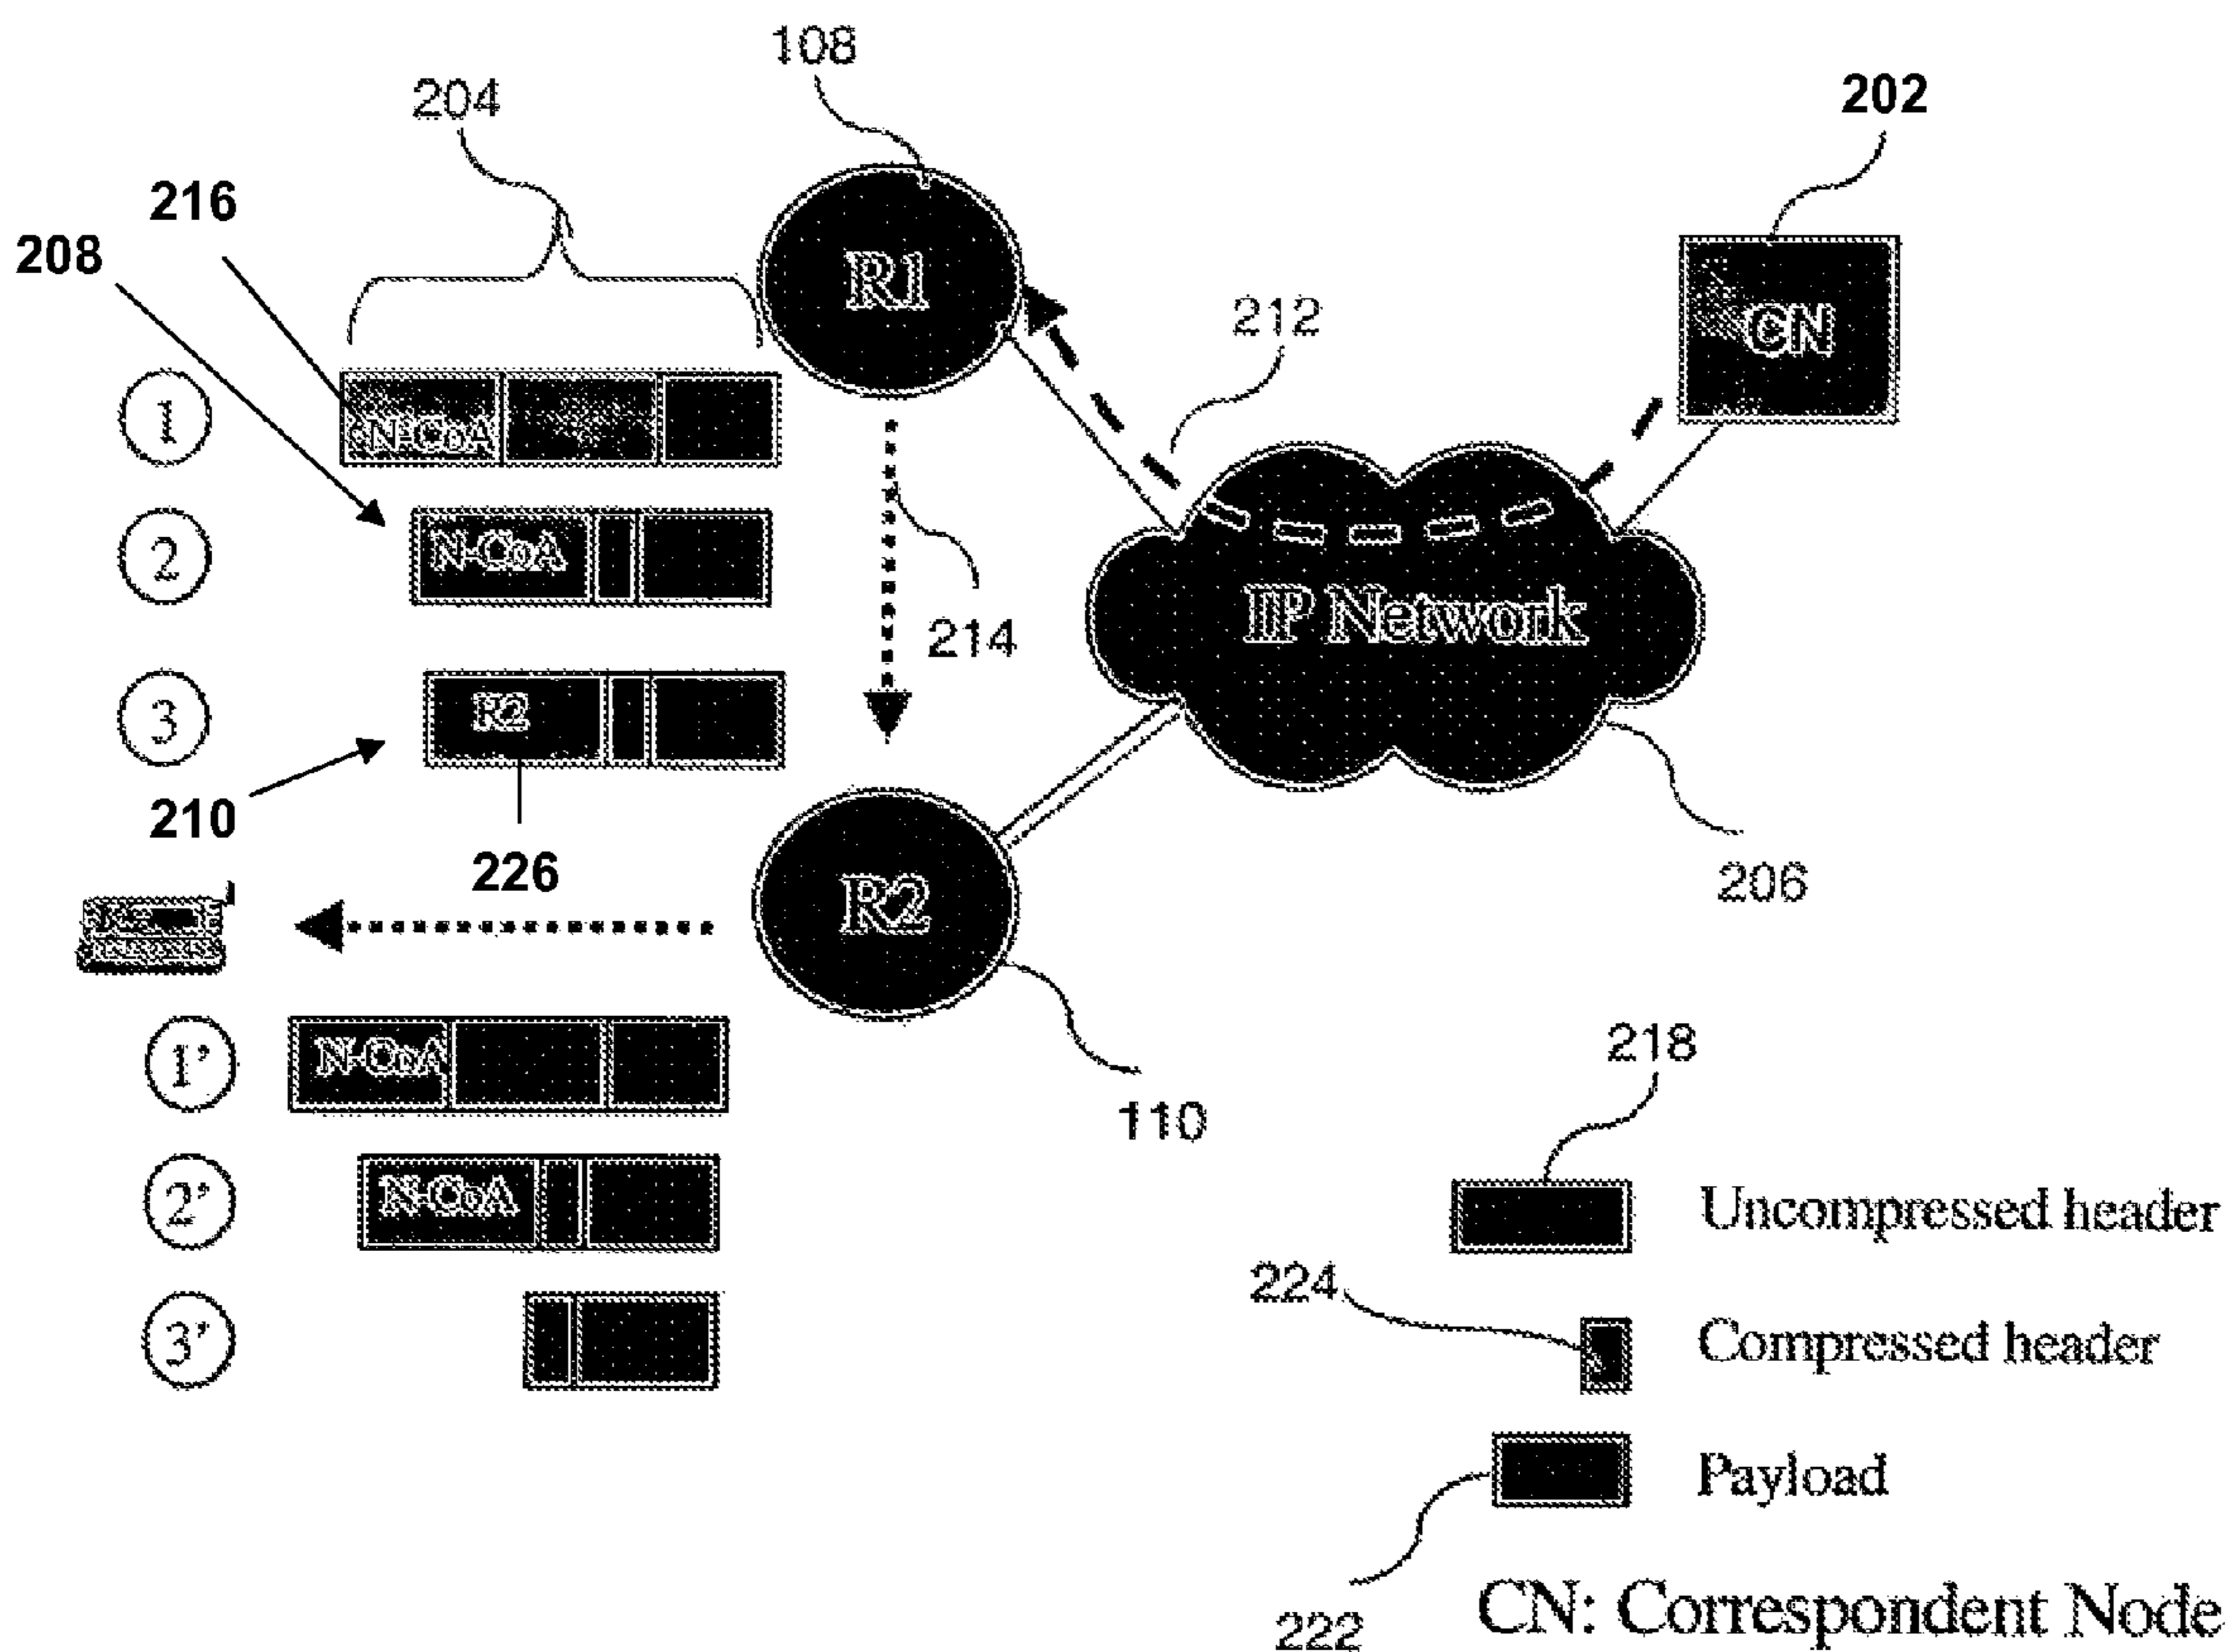 108
204
202
216
208
R1
212
CN
1
N-CoA
2
N-CoA
IP Network
214
3
R2
210
226
206
R2
1'
N-CoA
218
110
2'
N-CoA
Uncompressed header
224
3'
Compressed header
Payload
222
CN: Correspondent Node